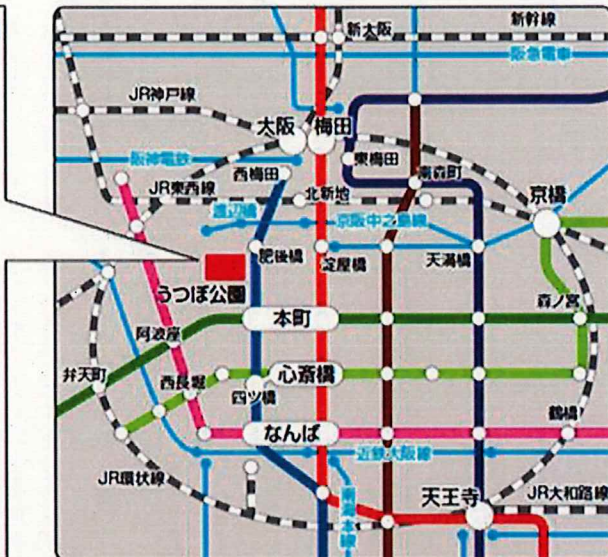 新幹線
新大阪
阪急電車
JR神戸線
大阪
梅田
阪神電鉄
西梅田
東梅田
南森町
JR東西線
北新地
京橋
渡辺橋
京阪中之島線
肥後橋
淀屋橋
天満橋
うつぼ公園
森ノ宮
本町
阿波座
弁天町
心斎橋
西長堀
四ツ橋
鶴橋
なんば
近鉄大阪線
JR環状線
南海本線
天王寺
JR大和路線